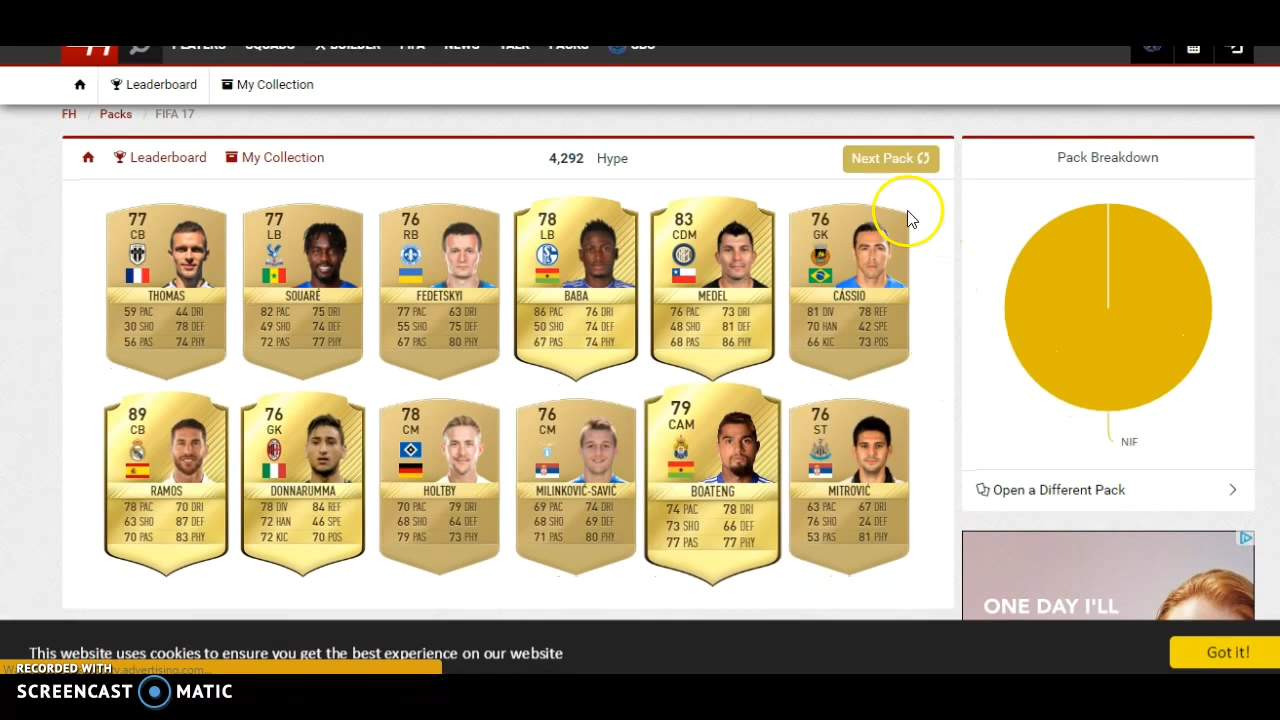 PLAYERS SQUADS BUILDER FIFA NEWS TALK PACKS SBC
Leaderboard My Collection
FH / Packs / FIFA 17
Leaderboard My Collection 4,292 Hype Next Pack
Pack Breakdown
77 77 76 78 83 76
CB LB RB LB CDM GK
THOMAS SOUARÉ FEDETSKYI BABA MEDEL CÁSSIO
59 PAC 44 DRI 82 PAC 75 DRI 77 PAC 63 DRI 86 PAC 76 DRI 76 PAC 73 DRI 81 DIV 78 REF
30 SHO 78 DEF 49 SHO 74 DEF 55 SHO 75 DEF 50 SHO 74 DEF 48 SHO 81 DEF 70 HAN 42 SPE
56 PAS 74 PHY 72 PAS 77 PHY 67 PAS 80 PHY 67 PAS 74 PHY 68 PAS 86 PHY 66 KIC 73 POS
89 76 78 76 79 76
CB GK CM CM CAM ST
RAMOS DONNARUMMA HOLTBY MILINKOVIĆ-SAVIĆ BOATENG MITROVIĆ
78 PAC 70 DRI 78 DIV 84 REF 70 PAC 79 DRI 69 PAC 74 DRI 74 PAC 78 DRI 63 PAC 67 DRI
63 SHO 87 DEF 72 HAN 46 SPE 68 SHO 64 DEF 68 SHO 69 DEF 73 SHO 66 DEF 76 SHO 24 DEF
70 PAS 83 PHY 72 KIC 70 POS 79 PAS 73 PHY 71 PAS 80 PHY 77 PAS 77 PHY 53 PAS 81 PHY
NIF
Open a Different Pack
ONE DAY I'LL
This website uses cookies to ensure you get the best experience on our website
Got it!
RECORDED WITH
SCREENCAST MATIC